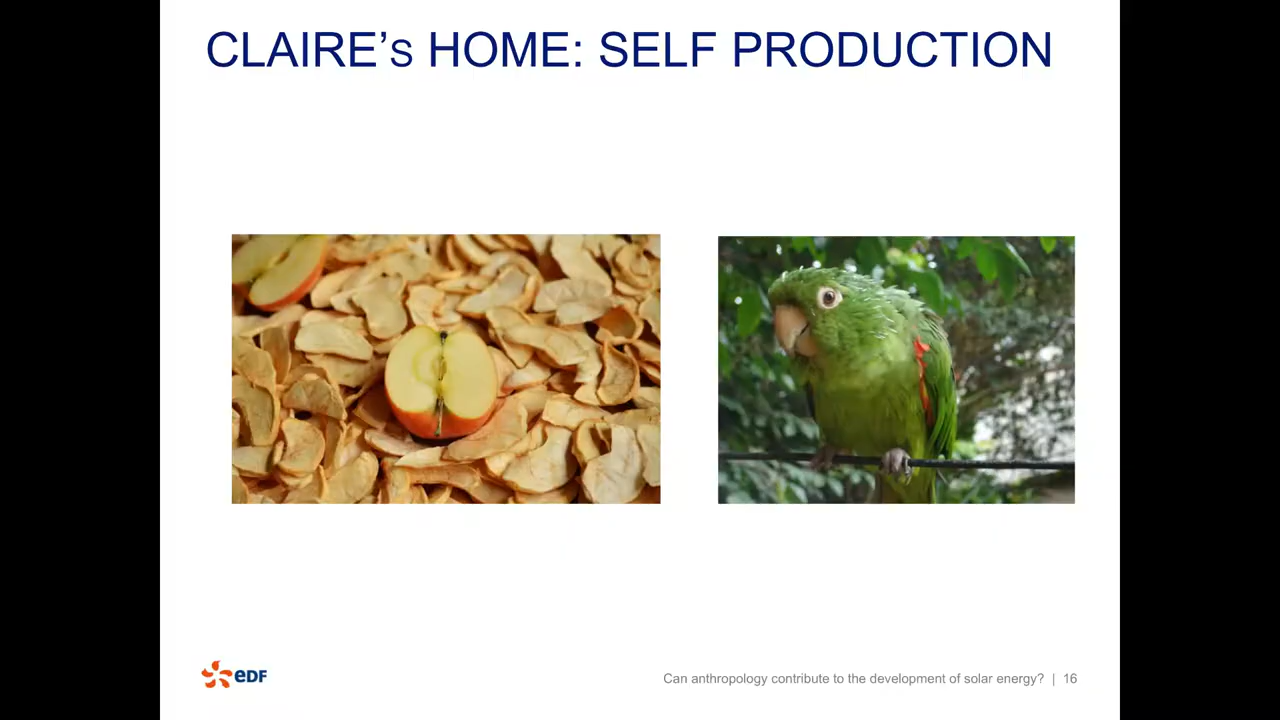 CLAIRE’s HOME: SELF PRODUCTION
eDF
Can anthropology contribute to the development of solar energy? | 16